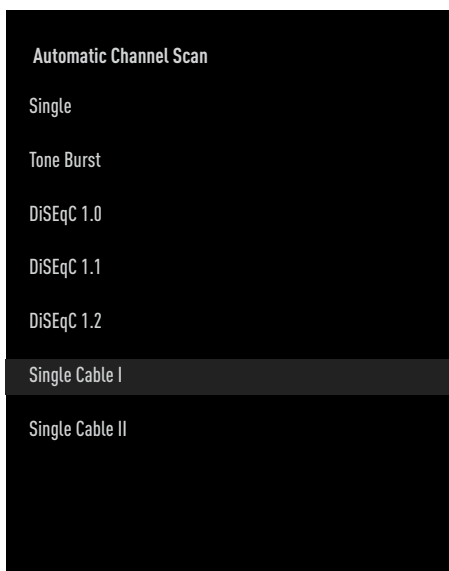 Automatic Channel Scan
Single
Tone Burst
DiSEqC 1.0
DiSEqC 1.1
DiSEqC 1.2
Single Cable I
Single Cable II